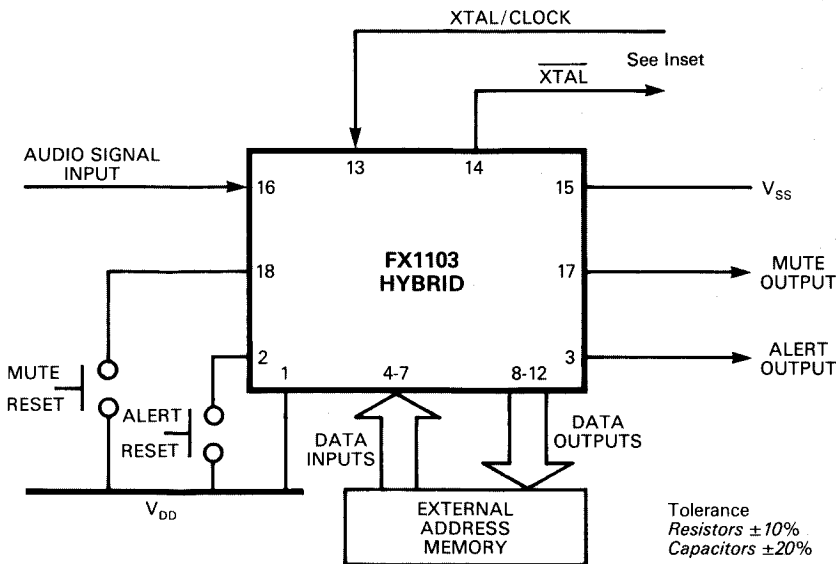 XTAL/CLOCK
See Inset
XTAL
13
14
AUDIO SIGNAL
INPUT
16
15
VSS
FX1103
HYBRID
18
17
MUTE
OUTPUT
2
1
4-7
8-12
3
ALERT
OUTPUT
MUTE
RESET
ALERT
RESET
DATA
INPUTS
DATA
OUTPUTS
VDD
EXTERNAL
ADDRESS
MEMORY
Tolerance
Resistors ±10%
Capacitors ±20%